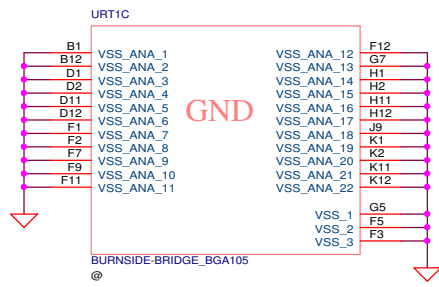 URT1C
B1 VSS_ANA_1 VSS_ANA_12 F12
B12 VSS_ANA_2 VSS_ANA_13 G7
D1 VSS_ANA_3 VSS_ANA_14 H1
D2 VSS_ANA_4 VSS_ANA_15 H2
D11 VSS_ANA_5 VSS_ANA_16 H11
D12 VSS_ANA_6 VSS_ANA_17 H12
F1 VSS_ANA_7 VSS_ANA_18 J9
F2 VSS_ANA_8 VSS_ANA_19 K1
F7 VSS_ANA_9 VSS_ANA_20 K2
F9 VSS_ANA_10 VSS_ANA_21 K11
F11 VSS_ANA_11 VSS_ANA_22 K12
GND
VSS_1 G5
VSS_2 F5
VSS_3 F3
BURNSIDE-BRIDGE_BGA105
@